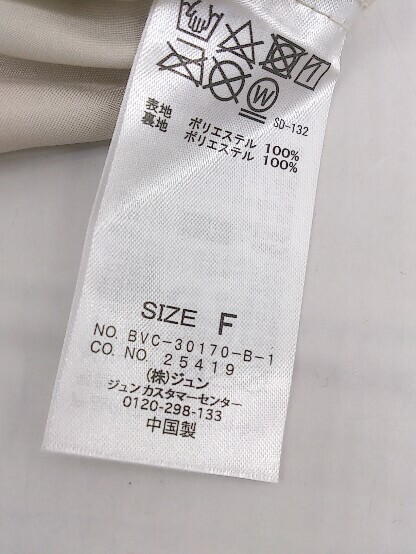 W
SD-132
表地 ポリエステル 100%
裏地 ポリエステル 100%
SIZE F
NO. BVC-30170-B-1
CO. NO. 25419
(株)ジュン
ジュンカスタマーセンター
0120-298-133
中国製